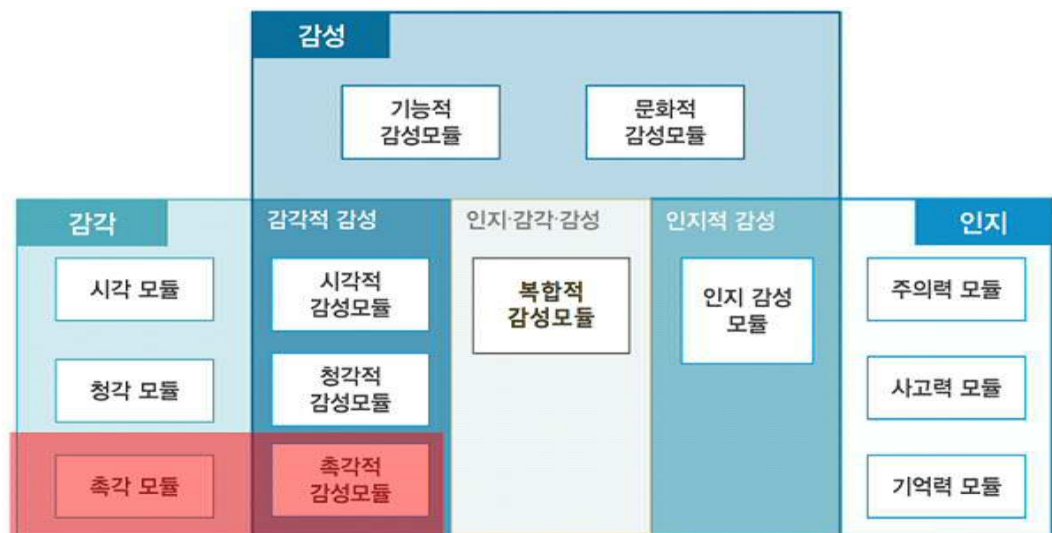 감성
기능적
감성모듈
문화적
감성모듈
감각
감각적 감성
인지·감각·감성
인지적 감성
인지
시각 모듈
청각 모듈
촉각 모듈
시각적
감성모듈
청각적
감성모듈
촉각적
감성모듈
복합적
감성모듈
인지 감성
모듈
주의력 모듈
사고력 모듈
기억력 모듈